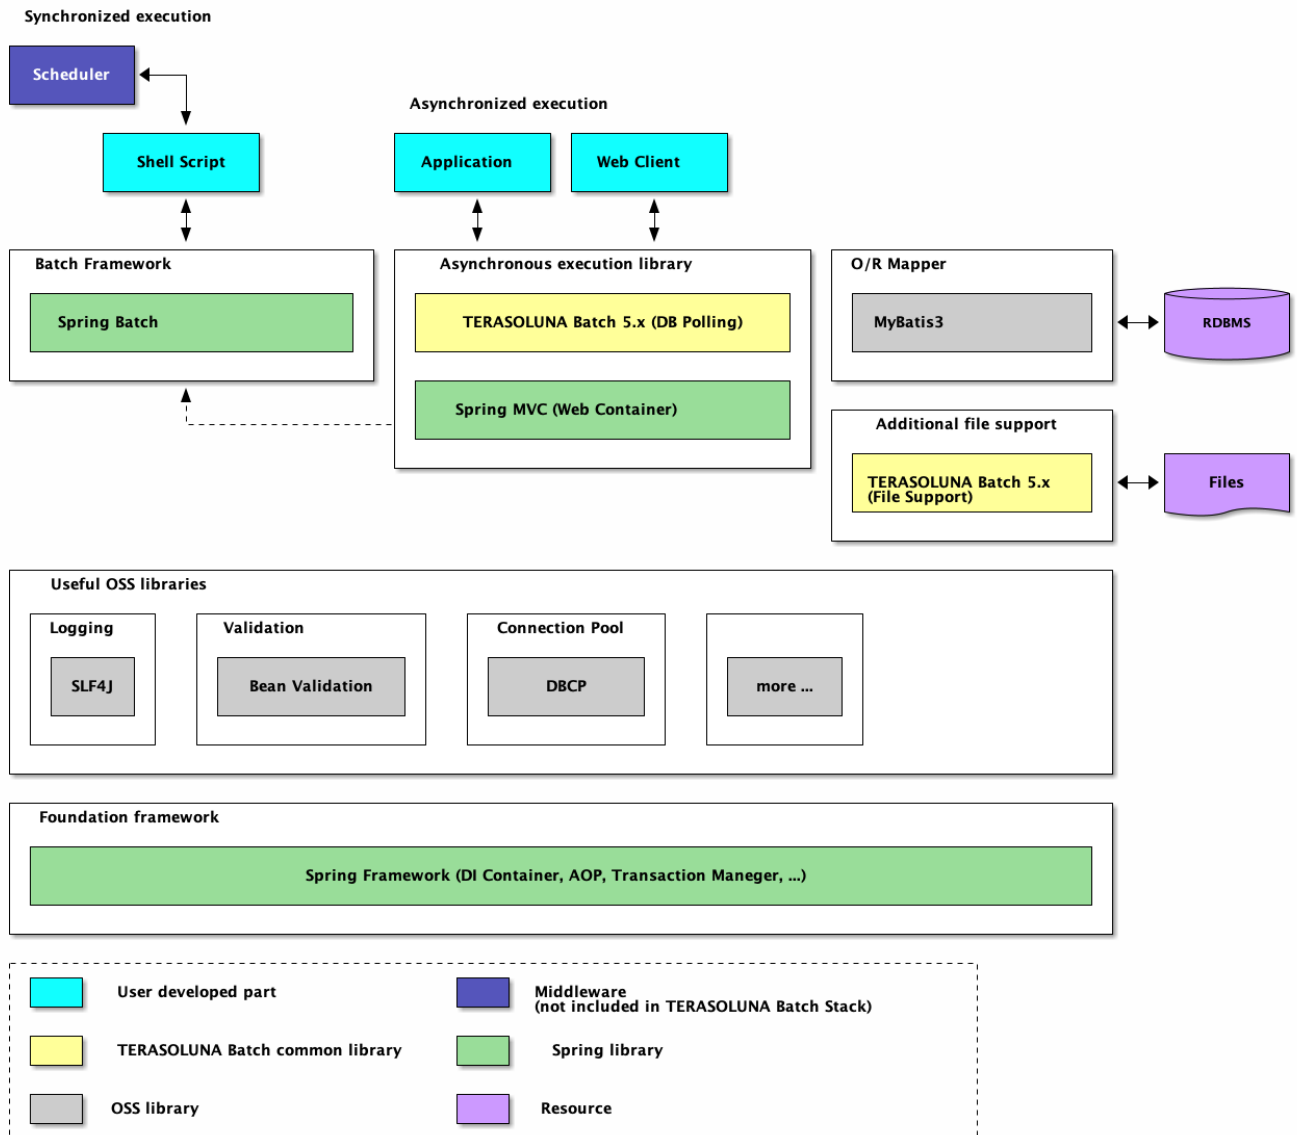 Synchronized execution
Scheduler
Asynchronized execution
Shell Script
Application
Web Client
Batch Framework
Asynchronous execution library
O/R Mapper
Spring Batch
TERASOLUNA Batch 5.x (DB Polling)
MyBatis3
RDBMS
Spring MVC (Web Container)
Additional file support
TERASOLUNA Batch 5.x
(File Support)
Files
Useful OSS libraries
Logging
Validation
Connection Pool
SLF4J
Bean Validation
DBCP
more ...
Foundation framework
Spring Framework (DI Container, AOP, Transaction Maneger, ...)
User developed part
Middleware
(not included in TERASOLUNA Batch Stack)
TERASOLUNA Batch common library
Spring library
OSS library
Resource